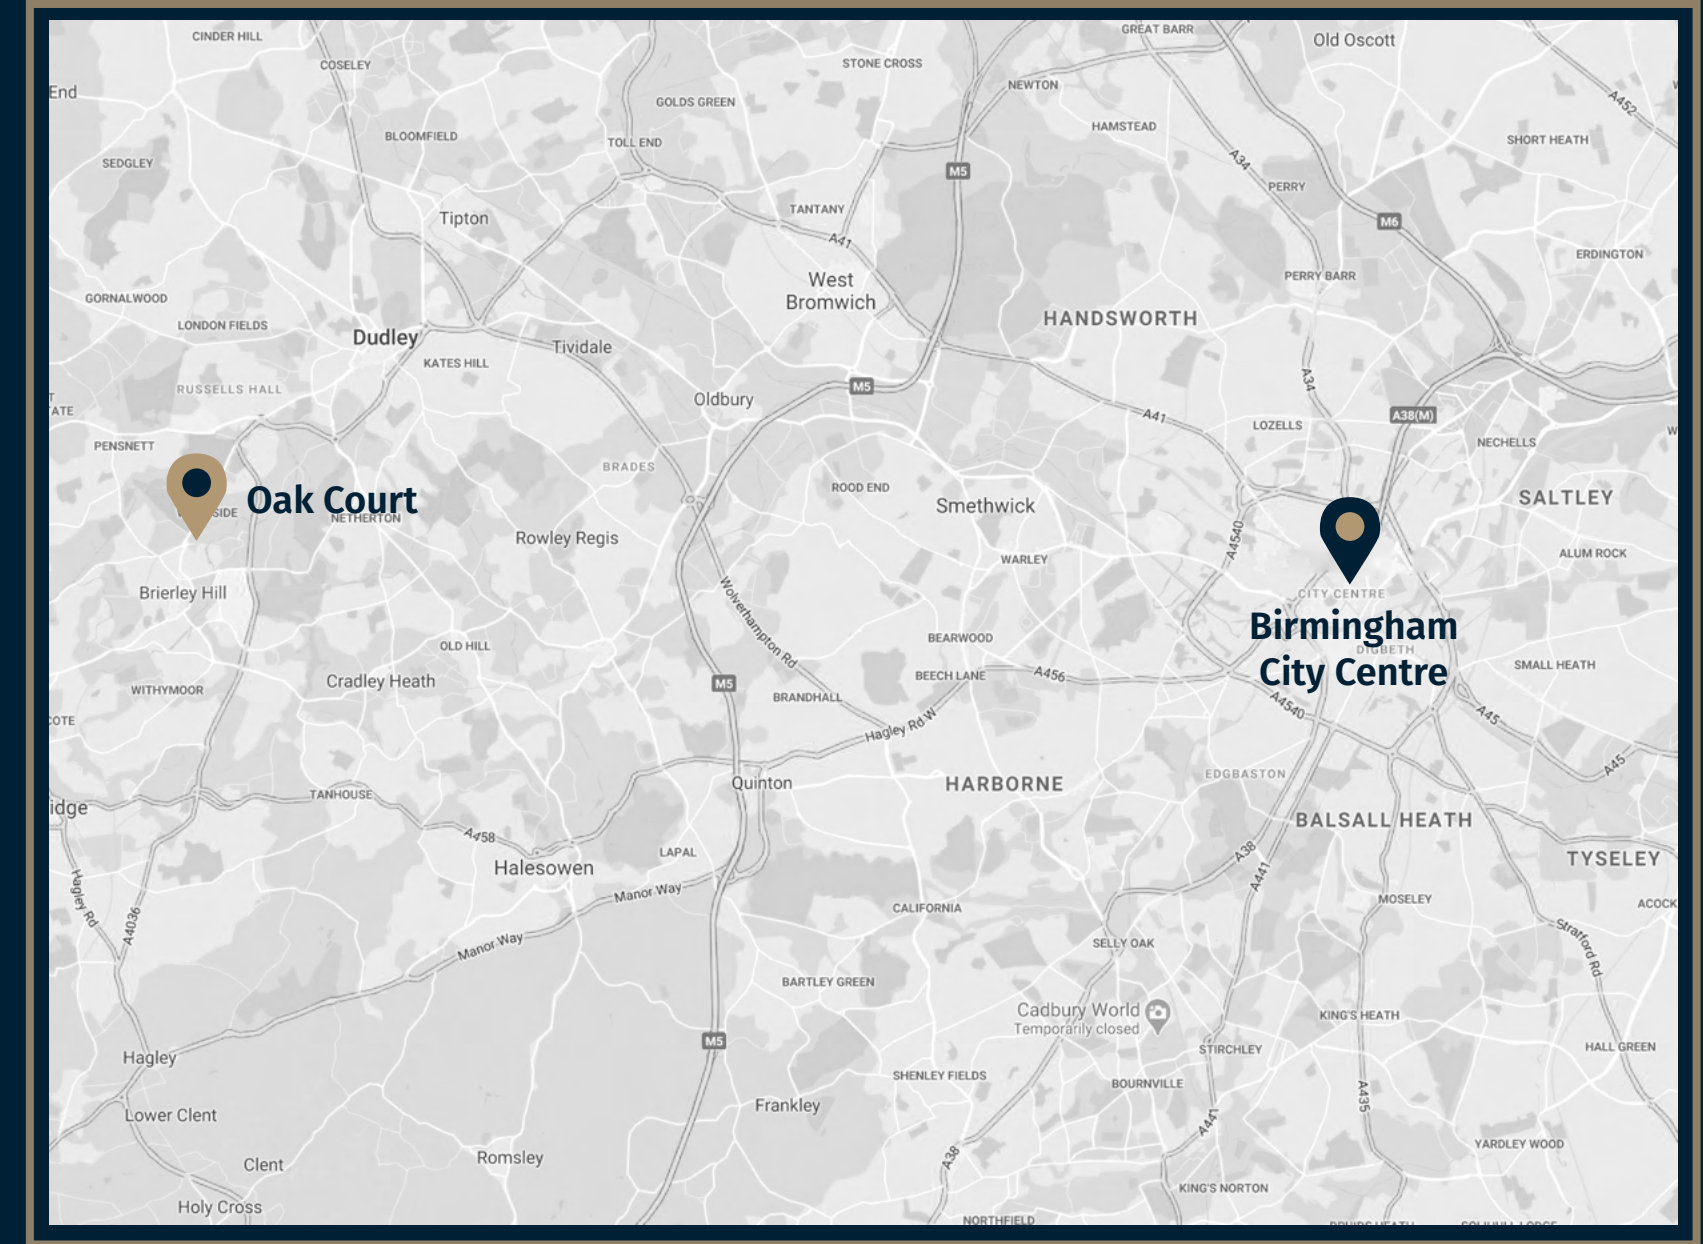 CINDER HILL
GREAT BARR
Old Oscott
COSELEY
STONE CROSS
NEWTON
End
GOLDS GREEN
A452
BLOOMFIELD
TOLL END
HAMSTEAD
SHORT HEATH
SEDGLEY
M5
A34
PERRY
Tipton
TANTANY
A41
M6
ERDINGTON
West
Bromwich
PERRY BARR
GORNALWOOD
LONDON FIELDS
HANDSWORTH
Dudley
Tividale
KATES HILL
RUSSELLS HALL
M5
A34
Oldbury
ATE
A41
A38(M)
LOZELLS
NECHELLS
PENSNETT
BRADES
ROOD END
Smethwick
SALTLEY
Oak Court
SIDE
NETHERTON
Rowley Regis
A4540
WARLEY
ALUM ROCK
Brierley Hill
CITY CENTRE
Wolverhampton Rd
Birmingham
City Centre
DIGBETH
BEARWOOD
OLD HILL
SMALL HEATH
Cradley Heath
M5
BEECH LANE
A456
WITHYMOOR
BRANDHALL
A4540
COTE
Hagley Rd W
A45
A45
Quinton
HARBORNE
EDGBASTON
TANHOUSE
idge
BALSALL HEATH
A458
Halesowen
LAPAL
A38
A441
TYSELEY
Hagley Rd
A4036
Manor Way
CALIFORNIA
MOSELEY
ACOCK
Manor Way
SELLY OAK
Stratford Rd
BARTLEY GREEN
Cadbury World
Temporarily closed
KING'S HEATH
M5
STIRCHLEY
HALL GREEN
Hagley
SHENLEY FIELDS
BOURNVILLE
A435
Lower Clent
Frankley
A441
YARDLEY WOOD
Clent
Romsley
A38
KING'S NORTON
Holy Cross
NORTHFIELD